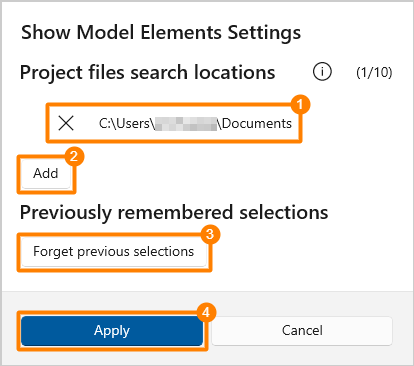 Show Model Elements Settings
Project files search locations (1/10)
1
C:\Users\ \Documents
2
Add
Previously remembered selections
3
Forget previous selections
4
Apply Cancel